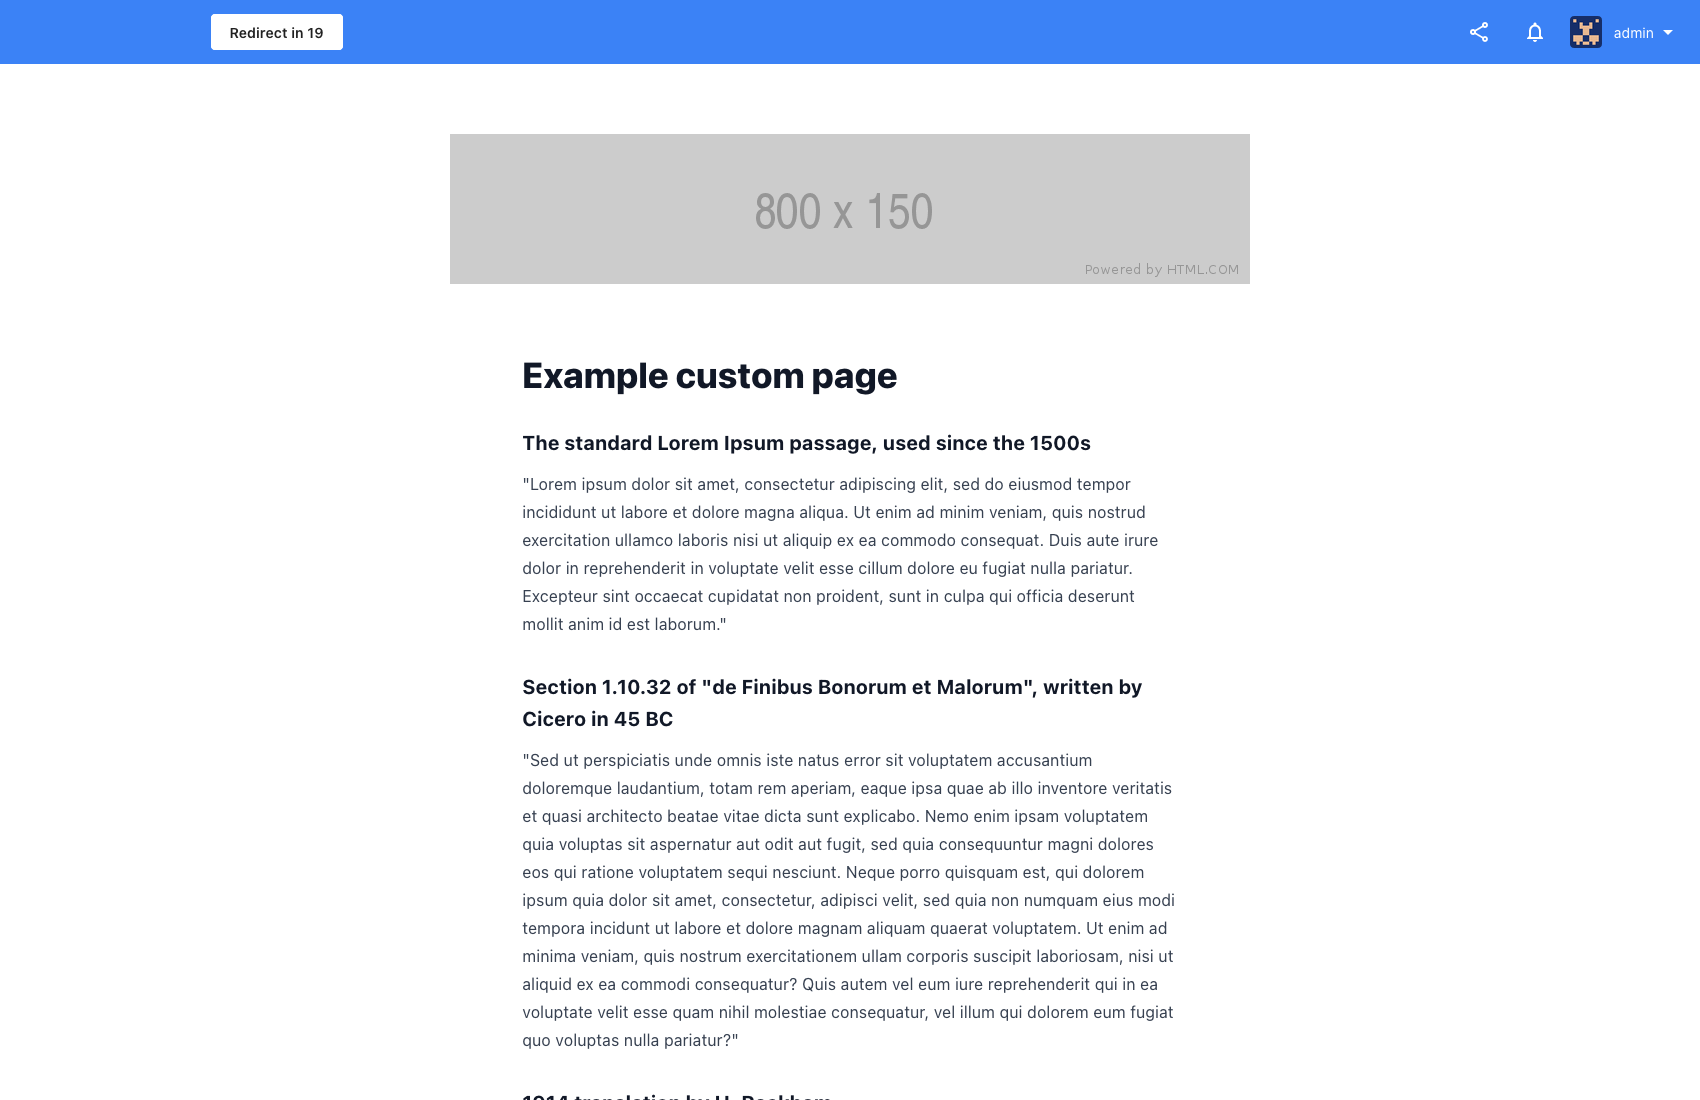 Redirect in 19
admin
800 x 150
Powered by HTML.COM
Example custom page
The standard Lorem Ipsum passage, used since the 1500s
"Lorem ipsum dolor sit amet, consectetur adipiscing elit, sed do eiusmod tempor
incididunt ut labore et dolore magna aliqua. Ut enim ad minim veniam, quis nostrud
exercitation ullamco laboris nisi ut aliquip ex ea commodo consequat. Duis aute irure
dolor in reprehenderit in voluptate velit esse cillum dolore eu fugiat nulla pariatur.
Excepteur sint occaecat cupidatat non proident, sunt in culpa qui officia deserunt
mollit anim id est laborum."
Section 1.10.32 of "de Finibus Bonorum et Malorum", written by
Cicero in 45 BC
"Sed ut perspiciatis unde omnis iste natus error sit voluptatem accusantium
doloremque laudantium, totam rem aperiam, eaque ipsa quae ab illo inventore veritatis
et quasi architecto beatae vitae dicta sunt explicabo. Nemo enim ipsam voluptatem
quia voluptas sit aspernatur aut odit aut fugit, sed quia consequuntur magni dolores
eos qui ratione voluptatem sequi nesciunt. Neque porro quisquam est, qui dolorem
ipsum quia dolor sit amet, consectetur, adipisci velit, sed quia non numquam eius modi
tempora incidunt ut labore et dolore magnam aliquam quaerat voluptatem. Ut enim ad
minima veniam, quis nostrum exercitationem ullam corporis suscipit laboriosam, nisi ut
aliquid ex ea commodi consequatur? Quis autem vel eum iure reprehenderit qui in ea
voluptate velit esse quam nihil molestiae consequatur, vel illum qui dolorem eum fugiat
quo voluptas nulla pariatur?"
1914 translation by H. Rackham